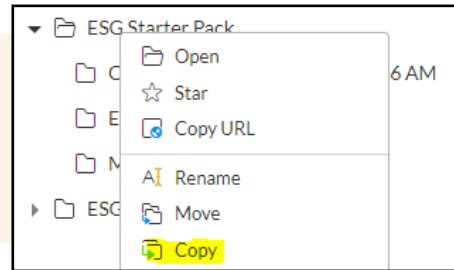 ESG Starter Pack
Open
C
6 AM
Star
E
Copy URL
M
Rename
ESG
Move
Copy